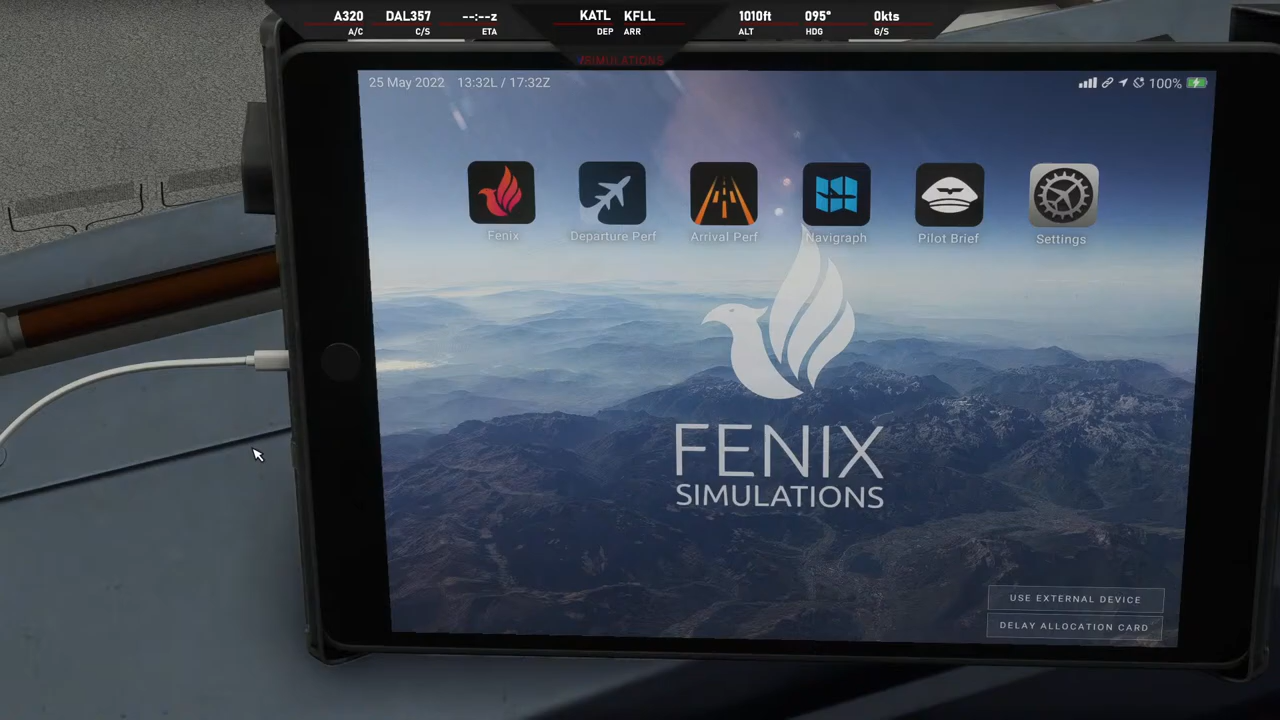 A320 DAL357 --:--z KATL KFLL 1010ft 095° 0kts
A/C C/S ETA DEP ARR ALT HDG G/S
SIMULATIONS
25 May 2022 13:32L / 17:32Z 100%
Fenix Departure Perf Arrival Perf Navigraph Pilot Brief Settings
FENIX
SIMULATIONS
USE EXTERNAL DEVICE
DELAY ALLOCATION CARD